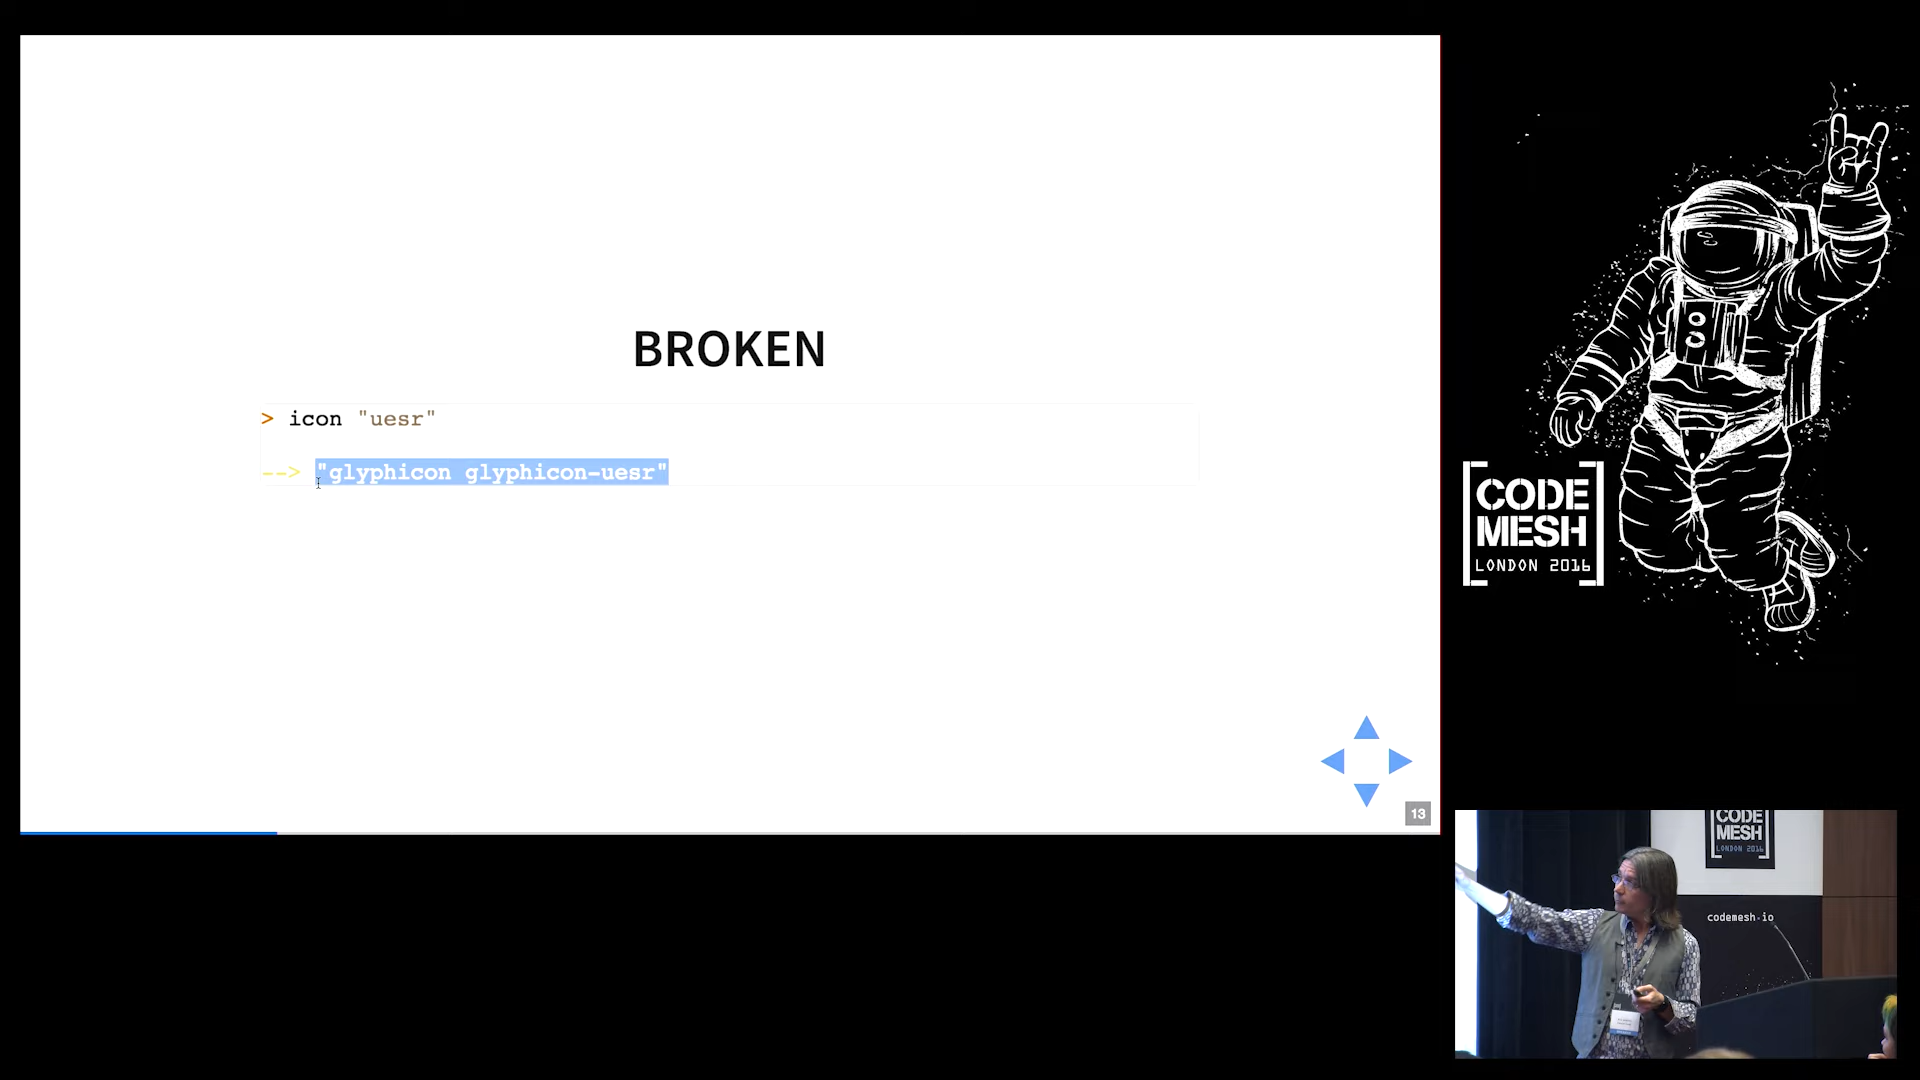 BROKEN
> icon "uesr"
--> "glyphicon glyphicon-uesr"
13
CODE
MESH
LONDON 2016
CODE
MESH
LONDON 2016
codemesh.io